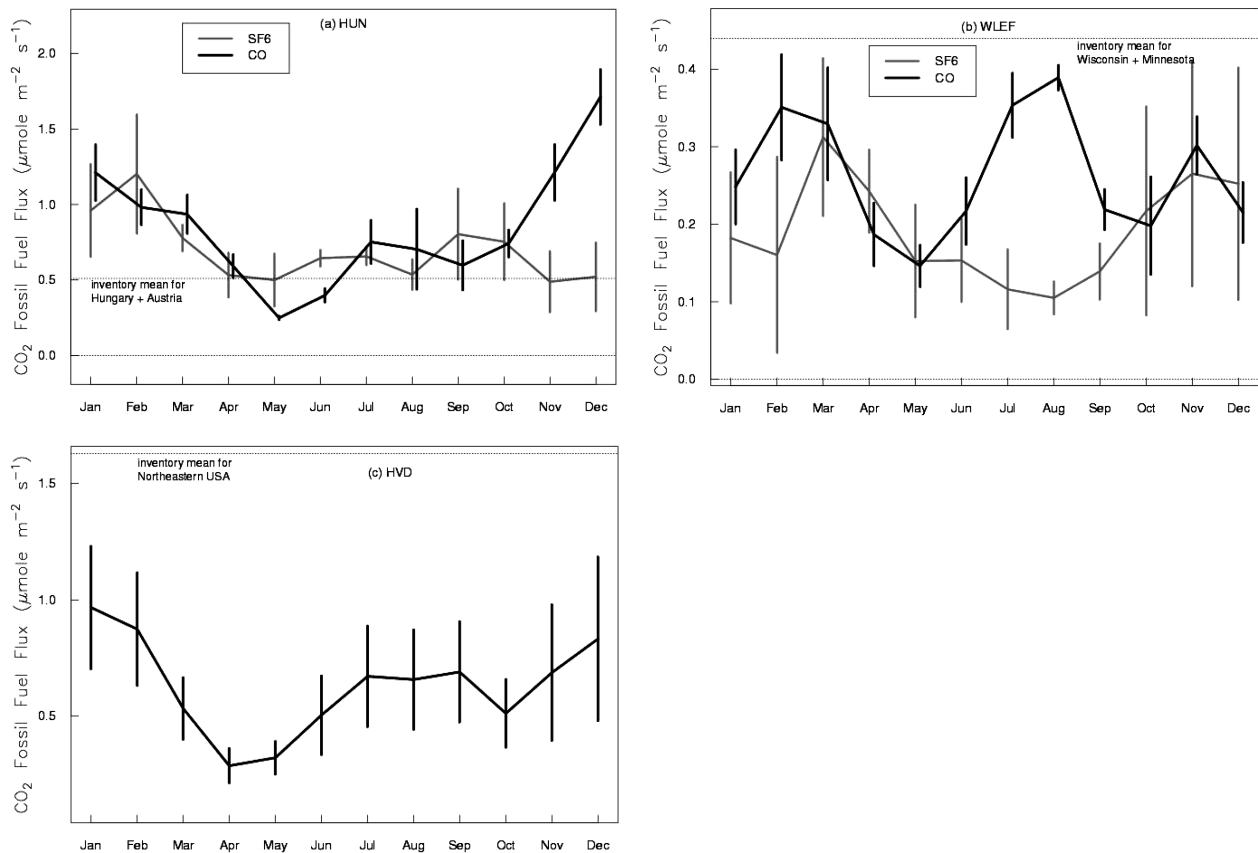 (a) HUN
SF6
CO
inventory mean for
Hungary + Austria
CO₂ Fossil Fuel Flux (μmole m⁻² s⁻¹)
2.0
1.5
1.0
0.5
0.0
Jan Feb Mar Apr May Jun Jul Aug Sep Oct Nov Dec
(b) WLEF
SF6
CO
inventory mean for
Wisconsin + Minnesota
CO₂ Fossil Fuel Flux (μmole m⁻² s⁻¹)
0.4
0.3
0.2
0.1
0.0
Jan Feb Mar Apr May Jun Jul Aug Sep Oct Nov Dec
inventory mean for
Northeastern USA
(c) HVD
CO₂ Fossil Fuel Flux (μmole m⁻² s⁻¹)
1.5
1.0
0.5
Jan Feb Mar Apr May Jun Jul Aug Sep Oct Nov Dec